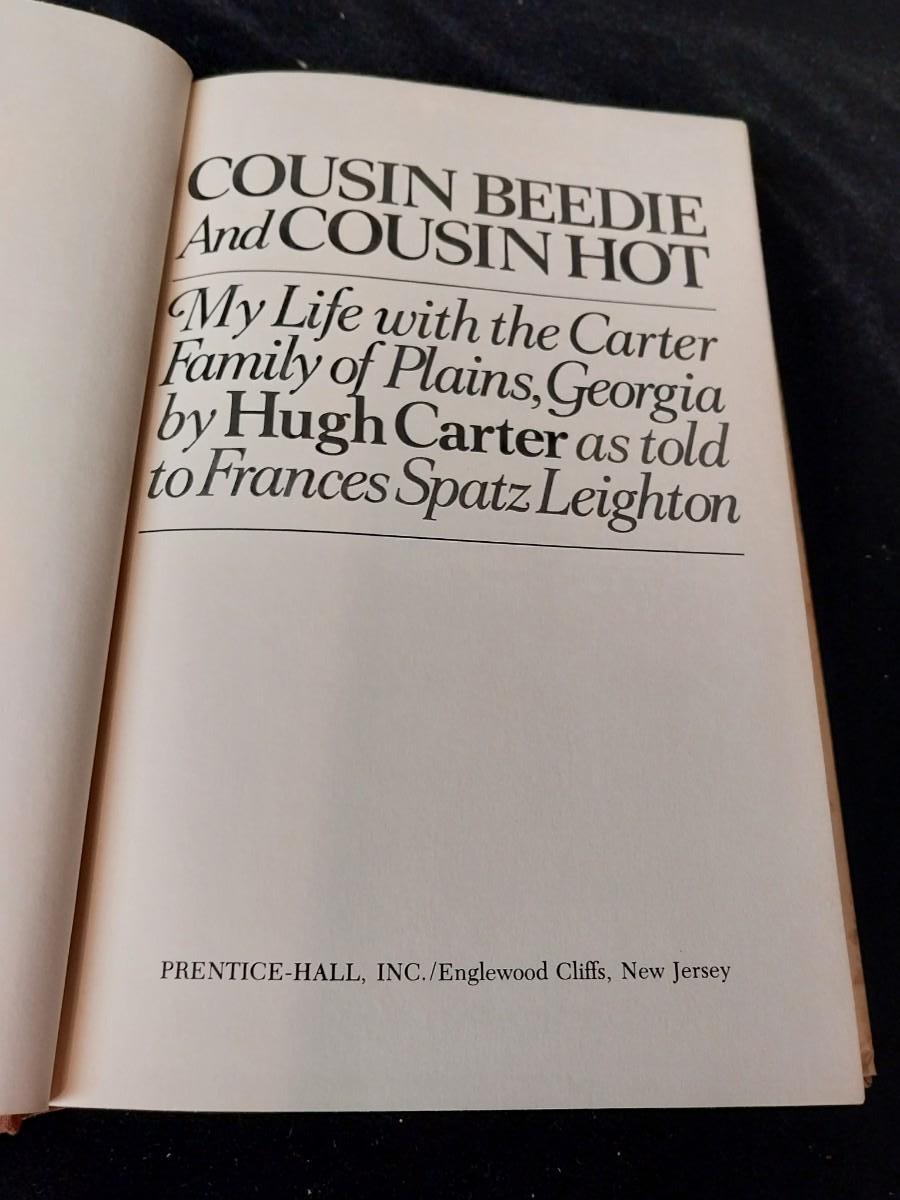 COUSIN BEEDIE
And COUSIN HOT
My Life with the Carter
Family of Plains, Georgia
by Hugh Carter as told
to Frances Spatz Leighton
PRENTICE-HALL, INC./Englewood Cliffs, New Jersey